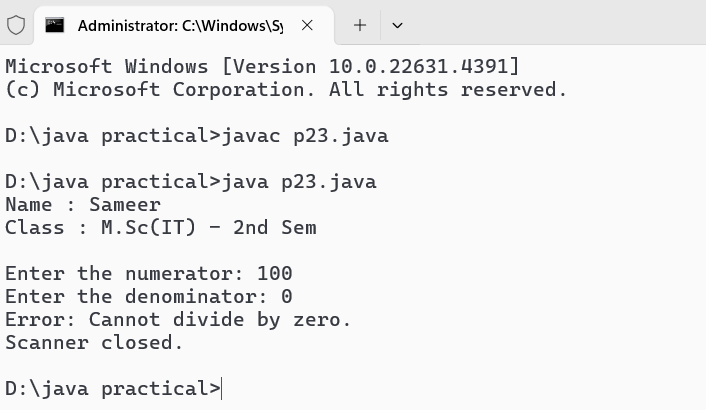 Administrator: C:\Windows\Sy
Microsoft Windows [Version 10.0.22631.4391]
(c) Microsoft Corporation. All rights reserved.
D:\java practical>javac p23.java
D:\java practical>java p23.java
Name : Sameer
Class : M.Sc(IT) - 2nd Sem
Enter the numerator: 100
Enter the denominator: 0
Error: Cannot divide by zero.
Scanner closed.
D:\java practical>